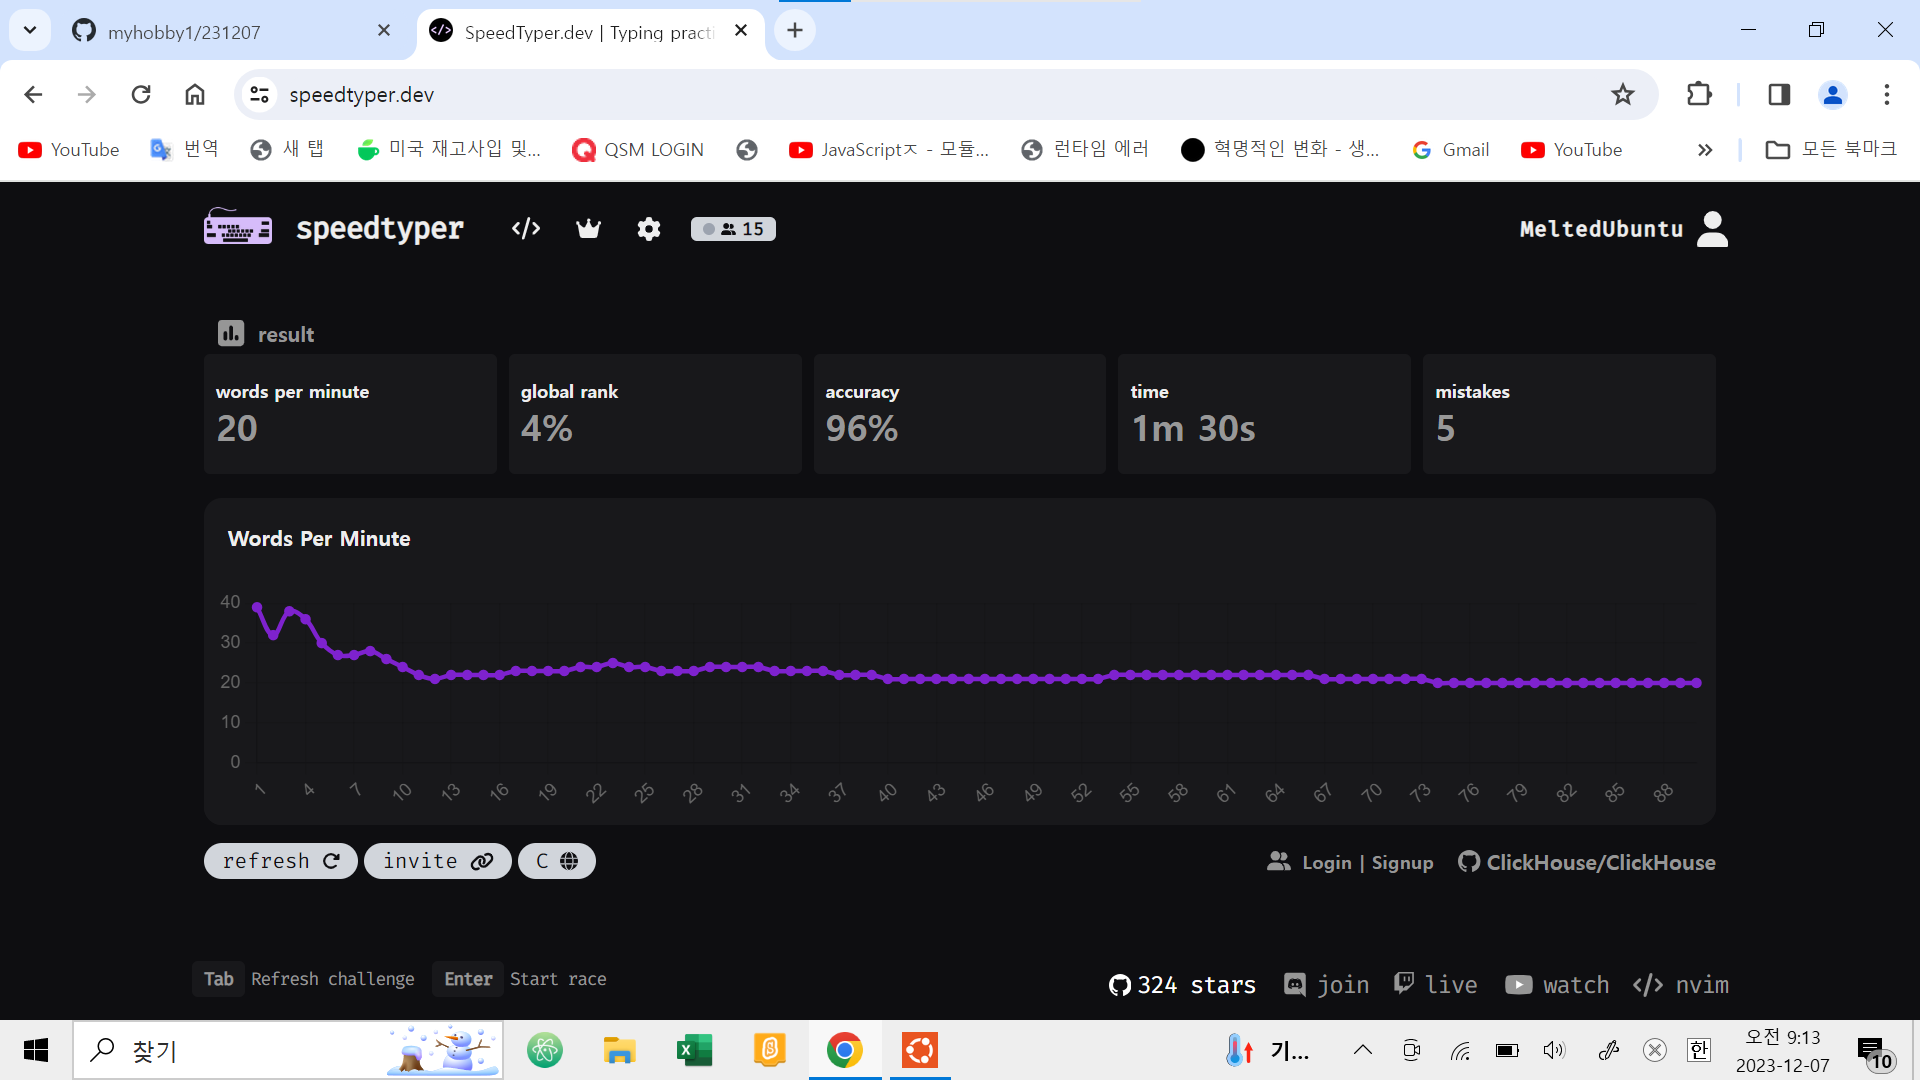 myhobby1/231207
SpeedTyper.dev | Typing practi
speedtyper.dev
YouTube
번역
새 탭
미국 재고사입 및...
QSM LOGIN
JavaScriptㅈ - 모듈...
런타임 에러
혁명적인 변화 - 생...
Gmail
YouTube
모든 북마크
speedtyper
15
MeltedUbuntu
result
words per minute
20
global rank
4%
accuracy
96%
time
1m 30s
mistakes
5
Words Per Minute
40
30
20
10
0
1 4 7 10 13 16 19 22 25 28 31 34 37 40 43 46 49 52 55 58 61 64 67 70 73 76 79 82 85 88
refresh
invite
C
Login | Signup
ClickHouse/ClickHouse
Tab Refresh challenge
Enter Start race
324 stars
join
live
watch
nvim
찾기
기...
한
오전 9:13
2023-12-07
10